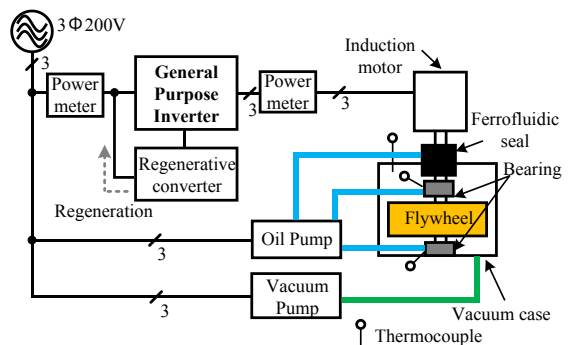 3Φ200V
3
Power
meter
General
Purpose
Inverter
3
Power
meter
3
Induction
motor
Ferrofluidic
seal
Bearing
Regenerative
converter
Regeneration
Flywheel
3
Oil Pump
3
Vacuum
Pump
Vacuum case
Thermocouple